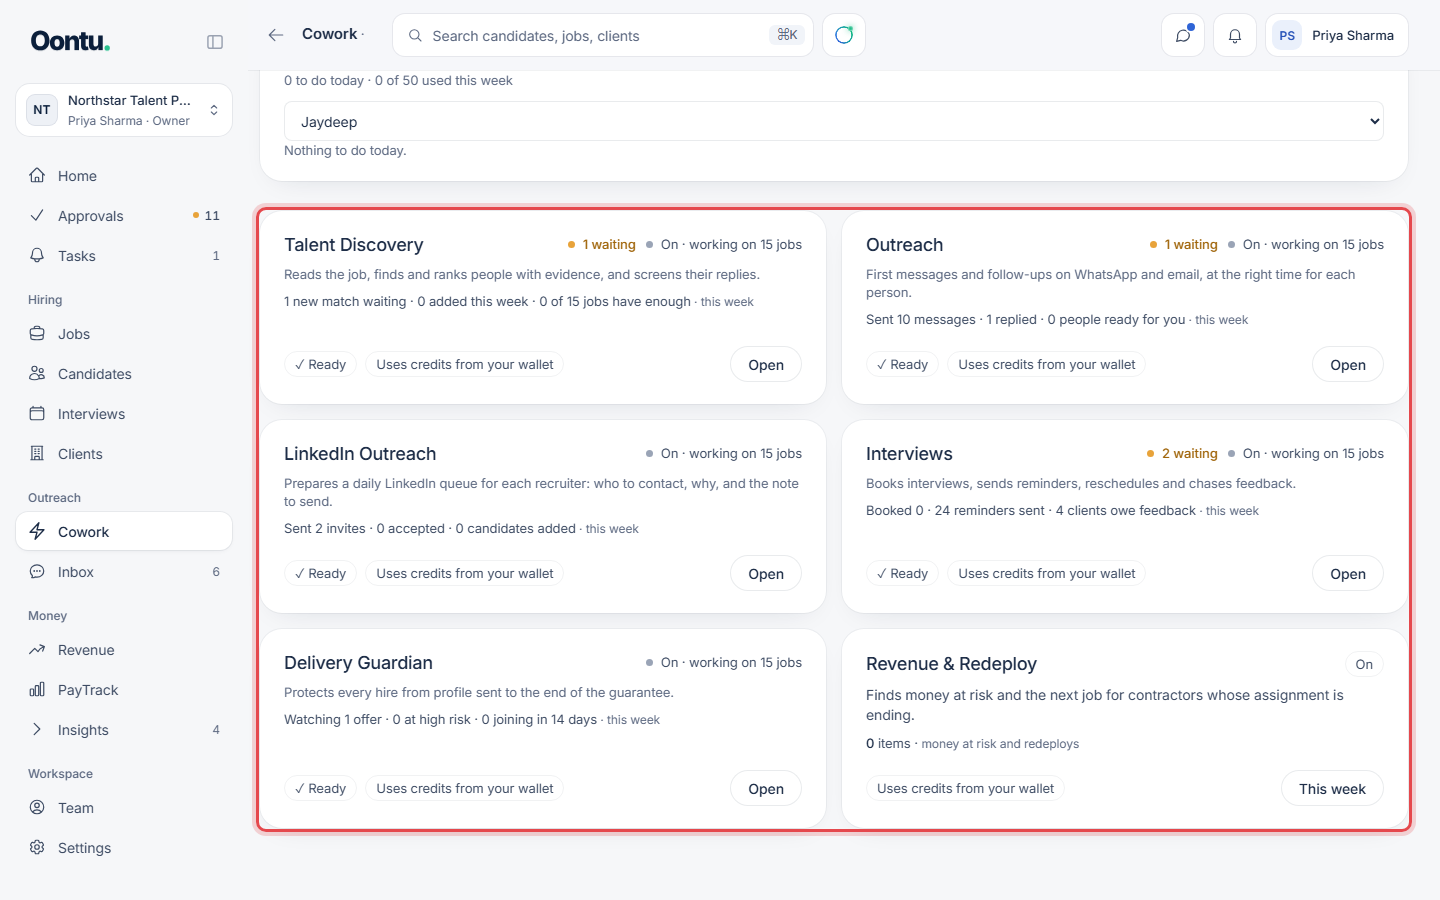 Oontu.
Cowork ·
Search candidates, jobs, clients
⌘K
PS
Priya Sharma
NT
Northstar Talent P...
Priya Sharma · Owner
Home
Approvals
11
Tasks
1
Hiring
Jobs
Candidates
Interviews
Clients
Outreach
Cowork
Inbox
6
Money
Revenue
PayTrack
Insights
4
Workspace
Team
Settings
0 to do today · 0 of 50 used this week
Jaydeep
Nothing to do today.
Talent Discovery
1 waiting
On · working on 15 jobs
Reads the job, finds and ranks people with evidence, and screens their replies.
1 new match waiting · 0 added this week · 0 of 15 jobs have enough · this week
✓ Ready
Uses credits from your wallet
Open
Outreach
1 waiting
On · working on 15 jobs
First messages and follow-ups on WhatsApp and email, at the right time for each
person.
Sent 10 messages · 1 replied · 0 people ready for you · this week
✓ Ready
Uses credits from your wallet
Open
LinkedIn Outreach
On · working on 15 jobs
Prepares a daily LinkedIn queue for each recruiter: who to contact, why, and the note
to send.
Sent 2 invites · 0 accepted · 0 candidates added · this week
✓ Ready
Uses credits from your wallet
Open
Interviews
2 waiting
On · working on 15 jobs
Books interviews, sends reminders, reschedules and chases feedback.
Booked 0 · 24 reminders sent · 4 clients owe feedback · this week
✓ Ready
Uses credits from your wallet
Open
Delivery Guardian
On · working on 15 jobs
Protects every hire from profile sent to the end of the guarantee.
Watching 1 offer · 0 at high risk · 0 joining in 14 days · this week
✓ Ready
Uses credits from your wallet
Open
Revenue & Redeploy
On
Finds money at risk and the next job for contractors whose assignment is
ending.
0 items · money at risk and redeploys
Uses credits from your wallet
This week